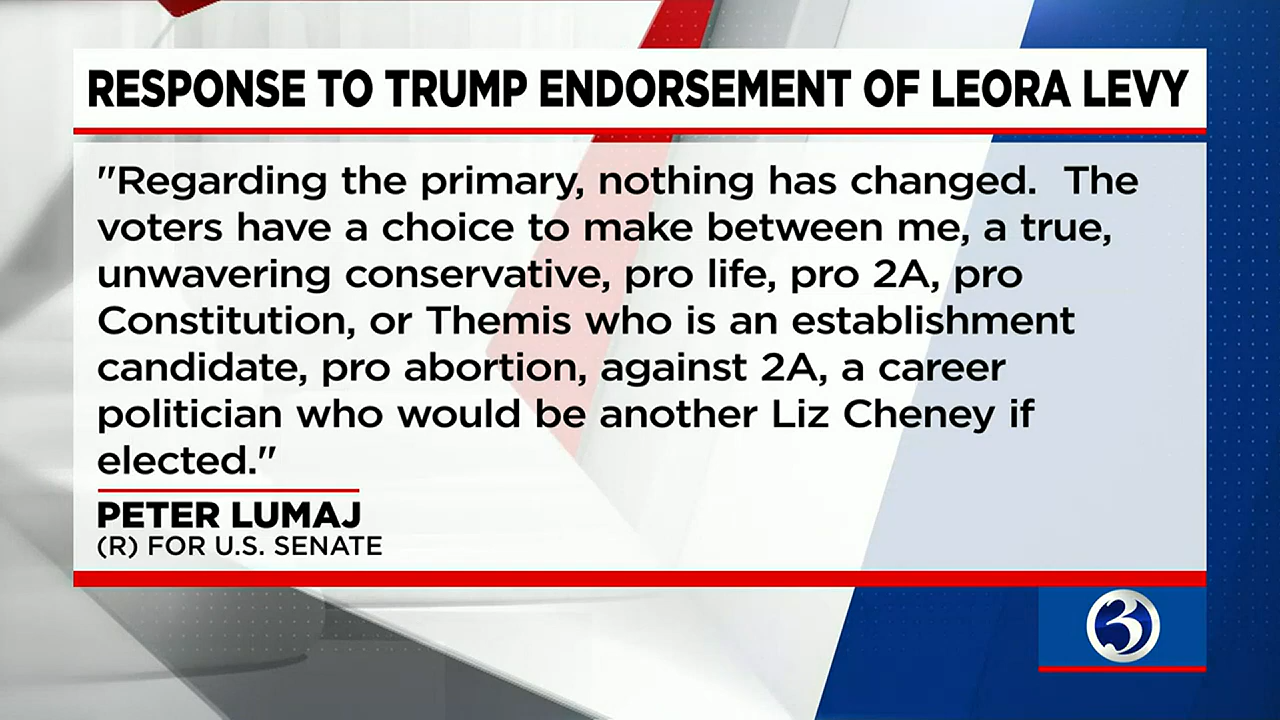 RESPONSE TO TRUMP ENDORSEMENT OF LEORA LEVY
"Regarding the primary, nothing has changed.  The
voters have a choice to make between me, a true,
unwavering conservative, pro life, pro 2A, pro
Constitution, or Themis who is an establishment
candidate, pro abortion, against 2A, a career
politician who would be another Liz Cheney if
elected."
PETER LUMAJ
(R) FOR U.S. SENATE
3